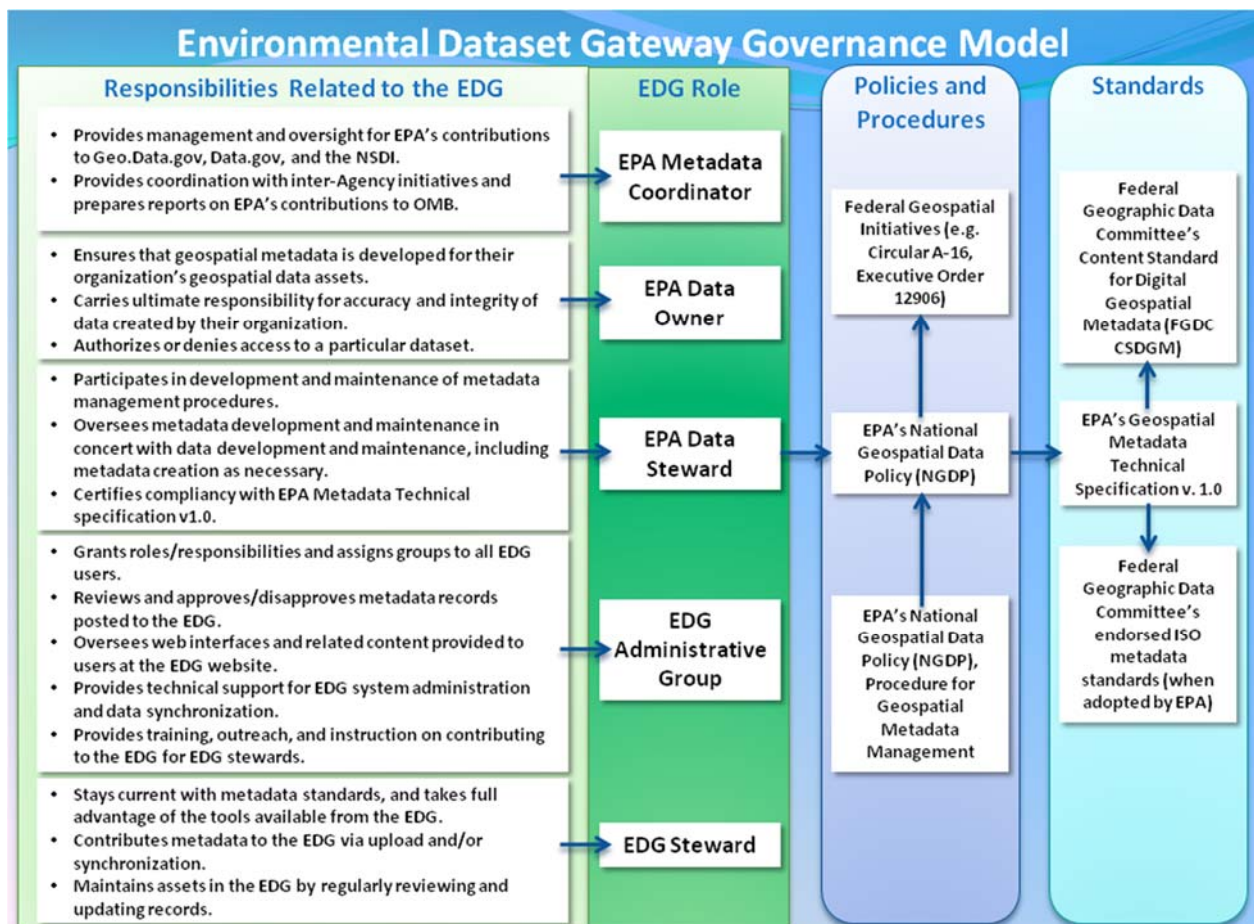 Environmental Dataset Gateway Governance Model
Responsibilities Related to the EDG
• Provides management and oversight for EPA's contributions
to Geo.Data.gov, Data.gov, and the NSDI.
• Provides coordination with inter-Agency initiatives and
prepares reports on EPA's contributions to OMB.
• Ensures that geospatial metadata is developed for their
organization's geospatial data assets.
• Carries ultimate responsibility for accuracy and integrity of
data created by their organization.
• Authorizes or denies access to a particular dataset.
• Participates in development and maintenance of metadata
management procedures.
• Oversees metadata development and maintenance in
concert with data development and maintenance, including
metadata creation as necessary.
• Certifies compliancy with EPA Metadata Technical
specification v1.0.
• Grants roles/responsibilities and assigns groups to all EDG
users.
• Reviews and approves/disapproves metadata records
posted to the EDG.
• Oversees web interfaces and related content provided to
users at the EDG website.
• Provides technical support for EDG system administration
and data synchronization.
• Provides training, outreach, and instruction on contributing
to the EDG for EDG stewards.
• Stays current with metadata standards, and takes full
advantage of the tools available from the EDG.
• Contributes metadata to the EDG via upload and/or
synchronization.
• Maintains assets in the EDG by regularly reviewing and
updating records.
EDG Role
EPA Metadata
Coordinator
EPA Data
Owner
EPA Data
Steward
EDG
Administrative
Group
EDG Steward
Policies and
Procedures
Federal Geospatial
Initiatives (e.g.
Circular A-16,
Executive Order
12906)
EPA's National
Geospatial Data
Policy (NGDP)
EPA's National
Geospatial Data
Policy (NGDP),
Procedure for
Geospatial
Metadata
Management
Standards
Federal
Geographic Data
Committee's
Content Standard
for Digital
Geospatial
Metadata (FGDC
CSDGM)
EPA's Geospatial
Metadata
Technical
Specification v. 1.0
Federal
Geographic Data
Committee's
endorsed ISO
metadata
standards (when
adopted by EPA)